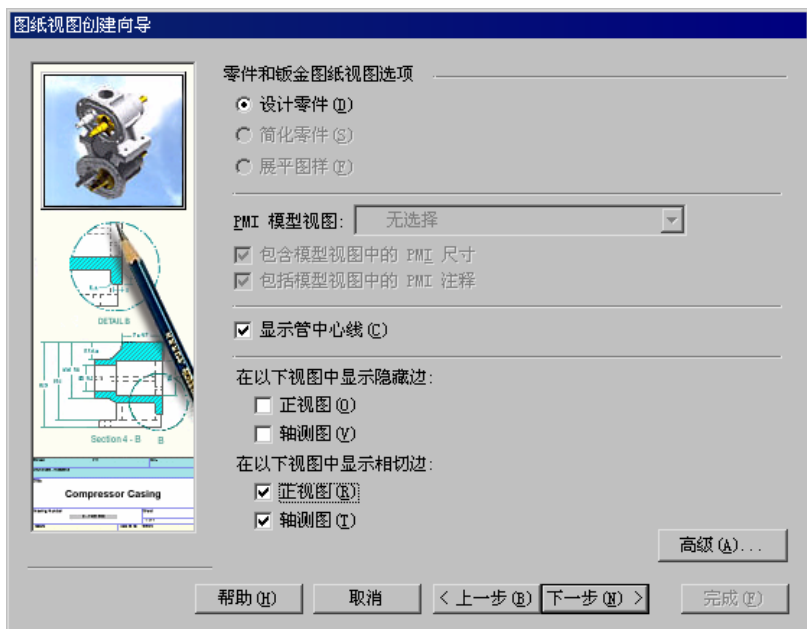 图纸视图创建向导
零件和钣金图纸视图选项
设计零件(D)
简化零件(S)
展平图样(F)
PMI 模型视图: 无选择
包含模型视图中的 PMI 尺寸
包括模型视图中的 PMI 注释
显示管中心线(C)
在以下视图中显示隐藏边:
正视图(O)
轴测图(V)
在以下视图中显示相切边:
正视图(R)
轴测图(T)
DETAIL B
Section 4 - B
B
Compressor Casing
高级(A)...
帮助(H)
取消
< 上一步(B)
下一步(N) >
完成(F)